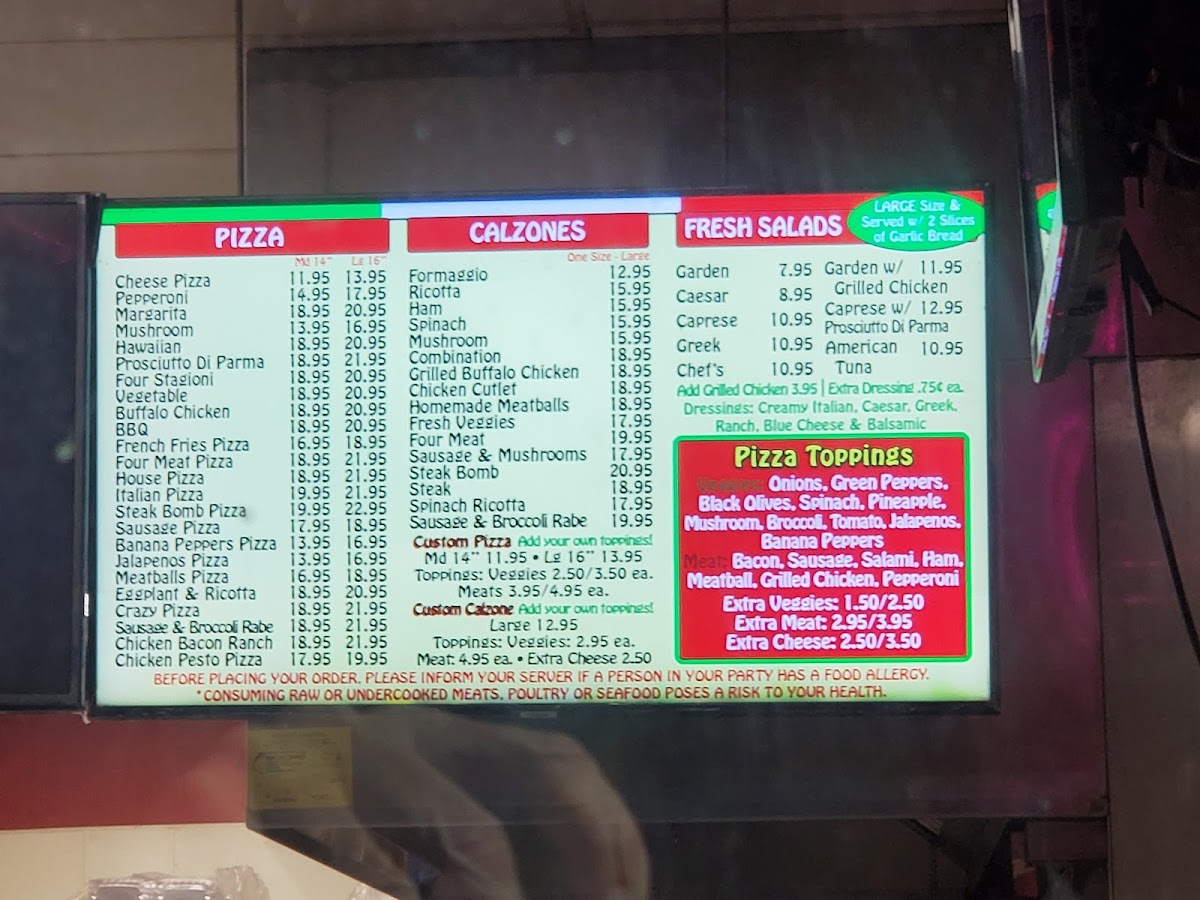 PIZZA
Md 14" Lg 16"
Cheese Pizza 11.95 13.95
Pepperoni 14.95 17.95
Margarita 18.95 20.95
Mushroom 13.95 16.95
Hawaiian 18.95 20.95
Prosciutto Di Parma 18.95 21.95
Four Stagioni 18.95 20.95
Vegetable 18.95 20.95
Buffalo Chicken 18.95 20.95
BBQ 18.95 20.95
French Fries Pizza 16.95 18.95
Four Meat Pizza 18.95 21.95
House Pizza 18.95 21.95
Italian Pizza 19.95 21.95
Steak Bomb Pizza 19.95 22.95
Sausage Pizza 17.95 18.95
Banana Peppers Pizza 13.95 16.95
Jalapenos Pizza 13.95 16.95
Meatballs Pizza 16.95 18.95
Eggplant & Ricotta 18.95 20.95
Crazy Pizza 18.95 21.95
Sausage & Broccoli Rabe 18.95 21.95
Chicken Bacon Ranch 18.95 21.95
Chicken Pesto Pizza 17.95 19.95
CALZONES
One Size - Large
Formaggio 12.95
Ricotta 15.95
Ham 15.95
Spinach 15.95
Mushroom 15.95
Combination 18.95
Grilled Buffalo Chicken 18.95
Chicken Cutlet 18.95
Homemade Meatballs 18.95
Fresh Veggies 17.95
Four Meat 19.95
Sausage & Mushrooms 17.95
Steak Bomb 20.95
Steak 18.95
Spinach Ricotta 17.95
Sausage & Broccoli Rabe 19.95
Custom Pizza Add your own toppings!
Md 14" 11.95 • Lg 16" 13.95
Toppings: Veggies 2.50/3.50 ea.
Meats 3.95/4.95 ea.
Custom Calzone Add your own toppings!
Large 12.95
Toppings: Veggies: 2.95 ea.
Meat: 4.95 ea. • Extra Cheese 2.50
FRESH SALADS
LARGE Size &
Served w/ 2 Slices
of Garlic Bread
Garden 7.95
Caesar 8.95
Caprese 10.95
Greek 10.95
Chef's 10.95
Garden w/ 11.95
Grilled Chicken
Caprese w/ 12.95
Prosciutto Di Parma
American 10.95
Tuna
Add Grilled Chicken 3.95 | Extra Dressing .75¢ ea.
Dressings: Creamy Italian, Caesar, Greek,
Ranch, Blue Cheese & Balsamic
Pizza Toppings
Veggies: Onions, Green Peppers,
Black Olives, Spinach, Pineapple,
Mushroom, Broccoli, Tomato, Jalapenos,
Banana Peppers
Meat: Bacon, Sausage, Salami, Ham,
Meatball, Grilled Chicken, Pepperoni
Extra Veggies: 1.50/2.50
Extra Meat: 2.95/3.95
Extra Cheese: 2.50/3.50
BEFORE PLACING YOUR ORDER, PLEASE INFORM YOUR SERVER IF A PERSON IN YOUR PARTY HAS A FOOD ALLERGY.
*CONSUMING RAW OR UNDERCOOKED MEATS, POULTRY OR SEAFOOD POSES A RISK TO YOUR HEALTH.